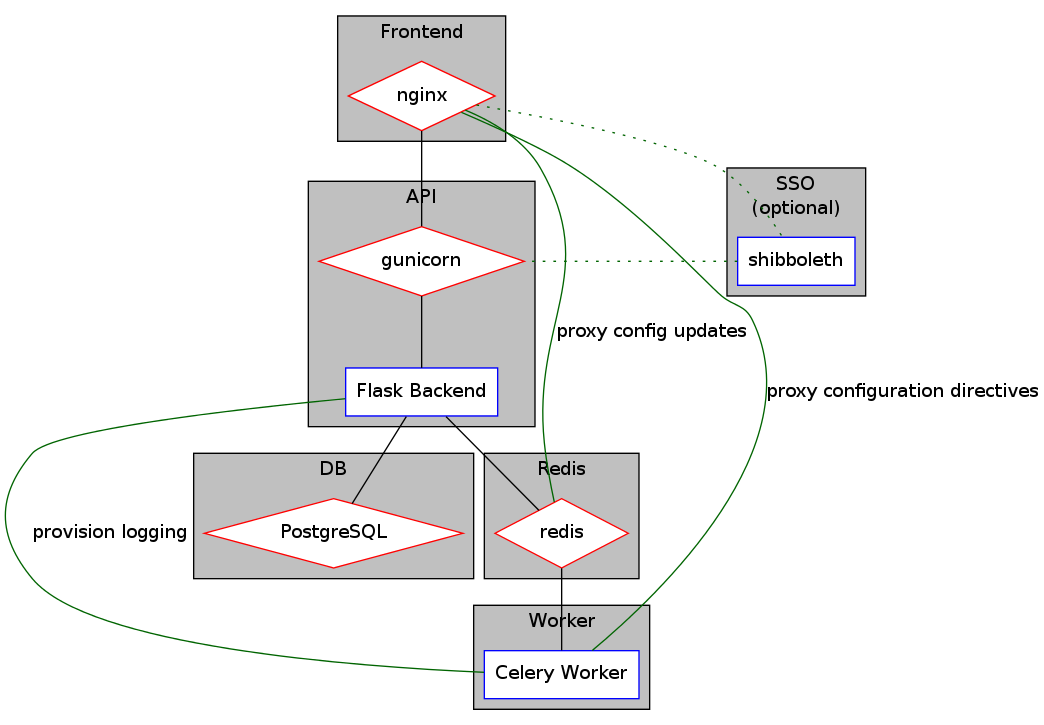 Frontend
nginx
SSO
(optional)
API
shibboleth
gunicorn
proxy config updates
proxy configuration directives
Flask Backend
DB
Redis
provision logging
PostgreSQL
redis
Worker
Celery Worker